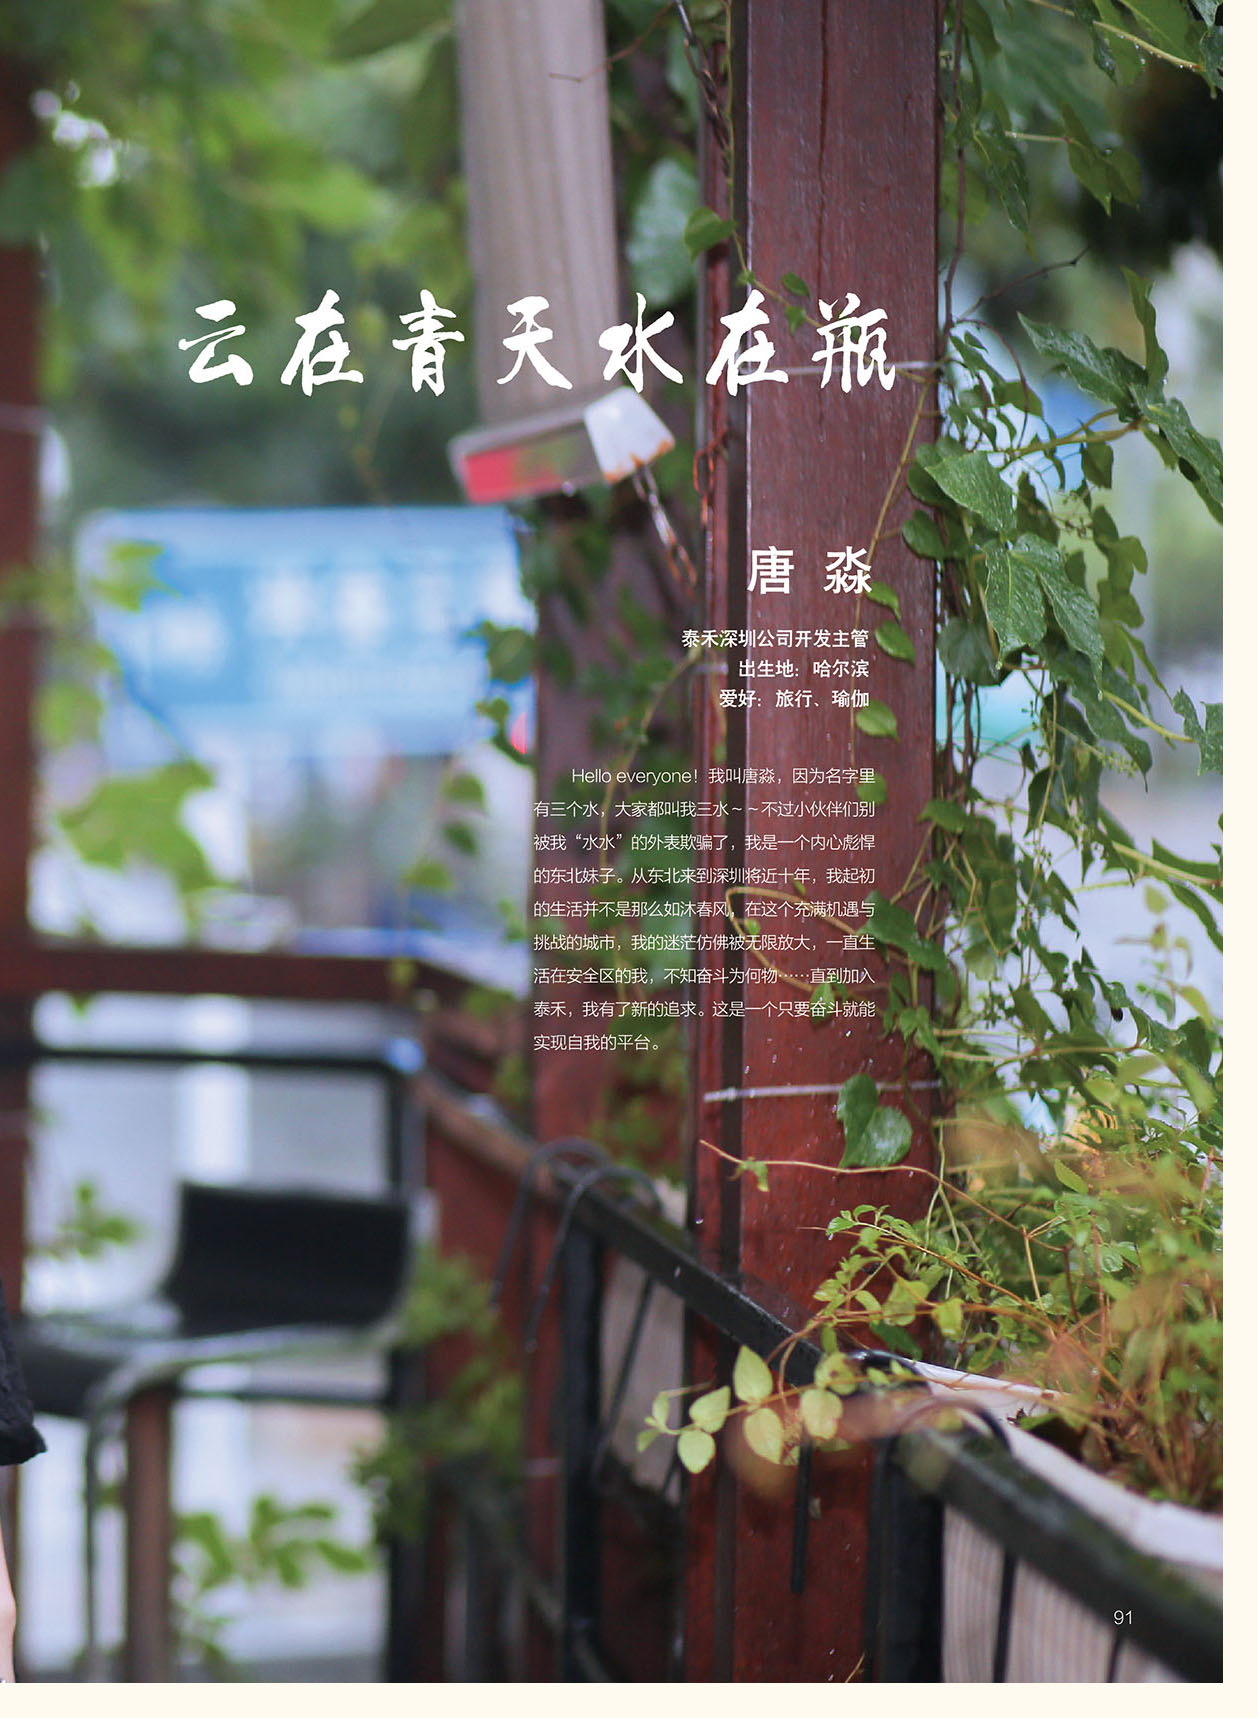 云在青天水在瓶
唐 淼
泰禾深圳公司开发主管
出生地：哈尔滨
爱好：旅行、瑜伽
Hello everyone！我叫唐淼，因为名字里
有三个水，大家都叫我三水～～不过小伙伴们别
被我“水水”的外表欺骗了，我是一个内心彪悍
的东北妹子。从东北来到深圳将近十年，我起初
的生活并不是那么如沐春风，在这个充满机遇与
挑战的城市，我的迷茫仿佛被无限放大，一直生
活在安全区的我，不知奋斗为何物……直到加入
泰禾，我有了新的追求。这是一个只要奋斗就能
实现自我的平台。
91